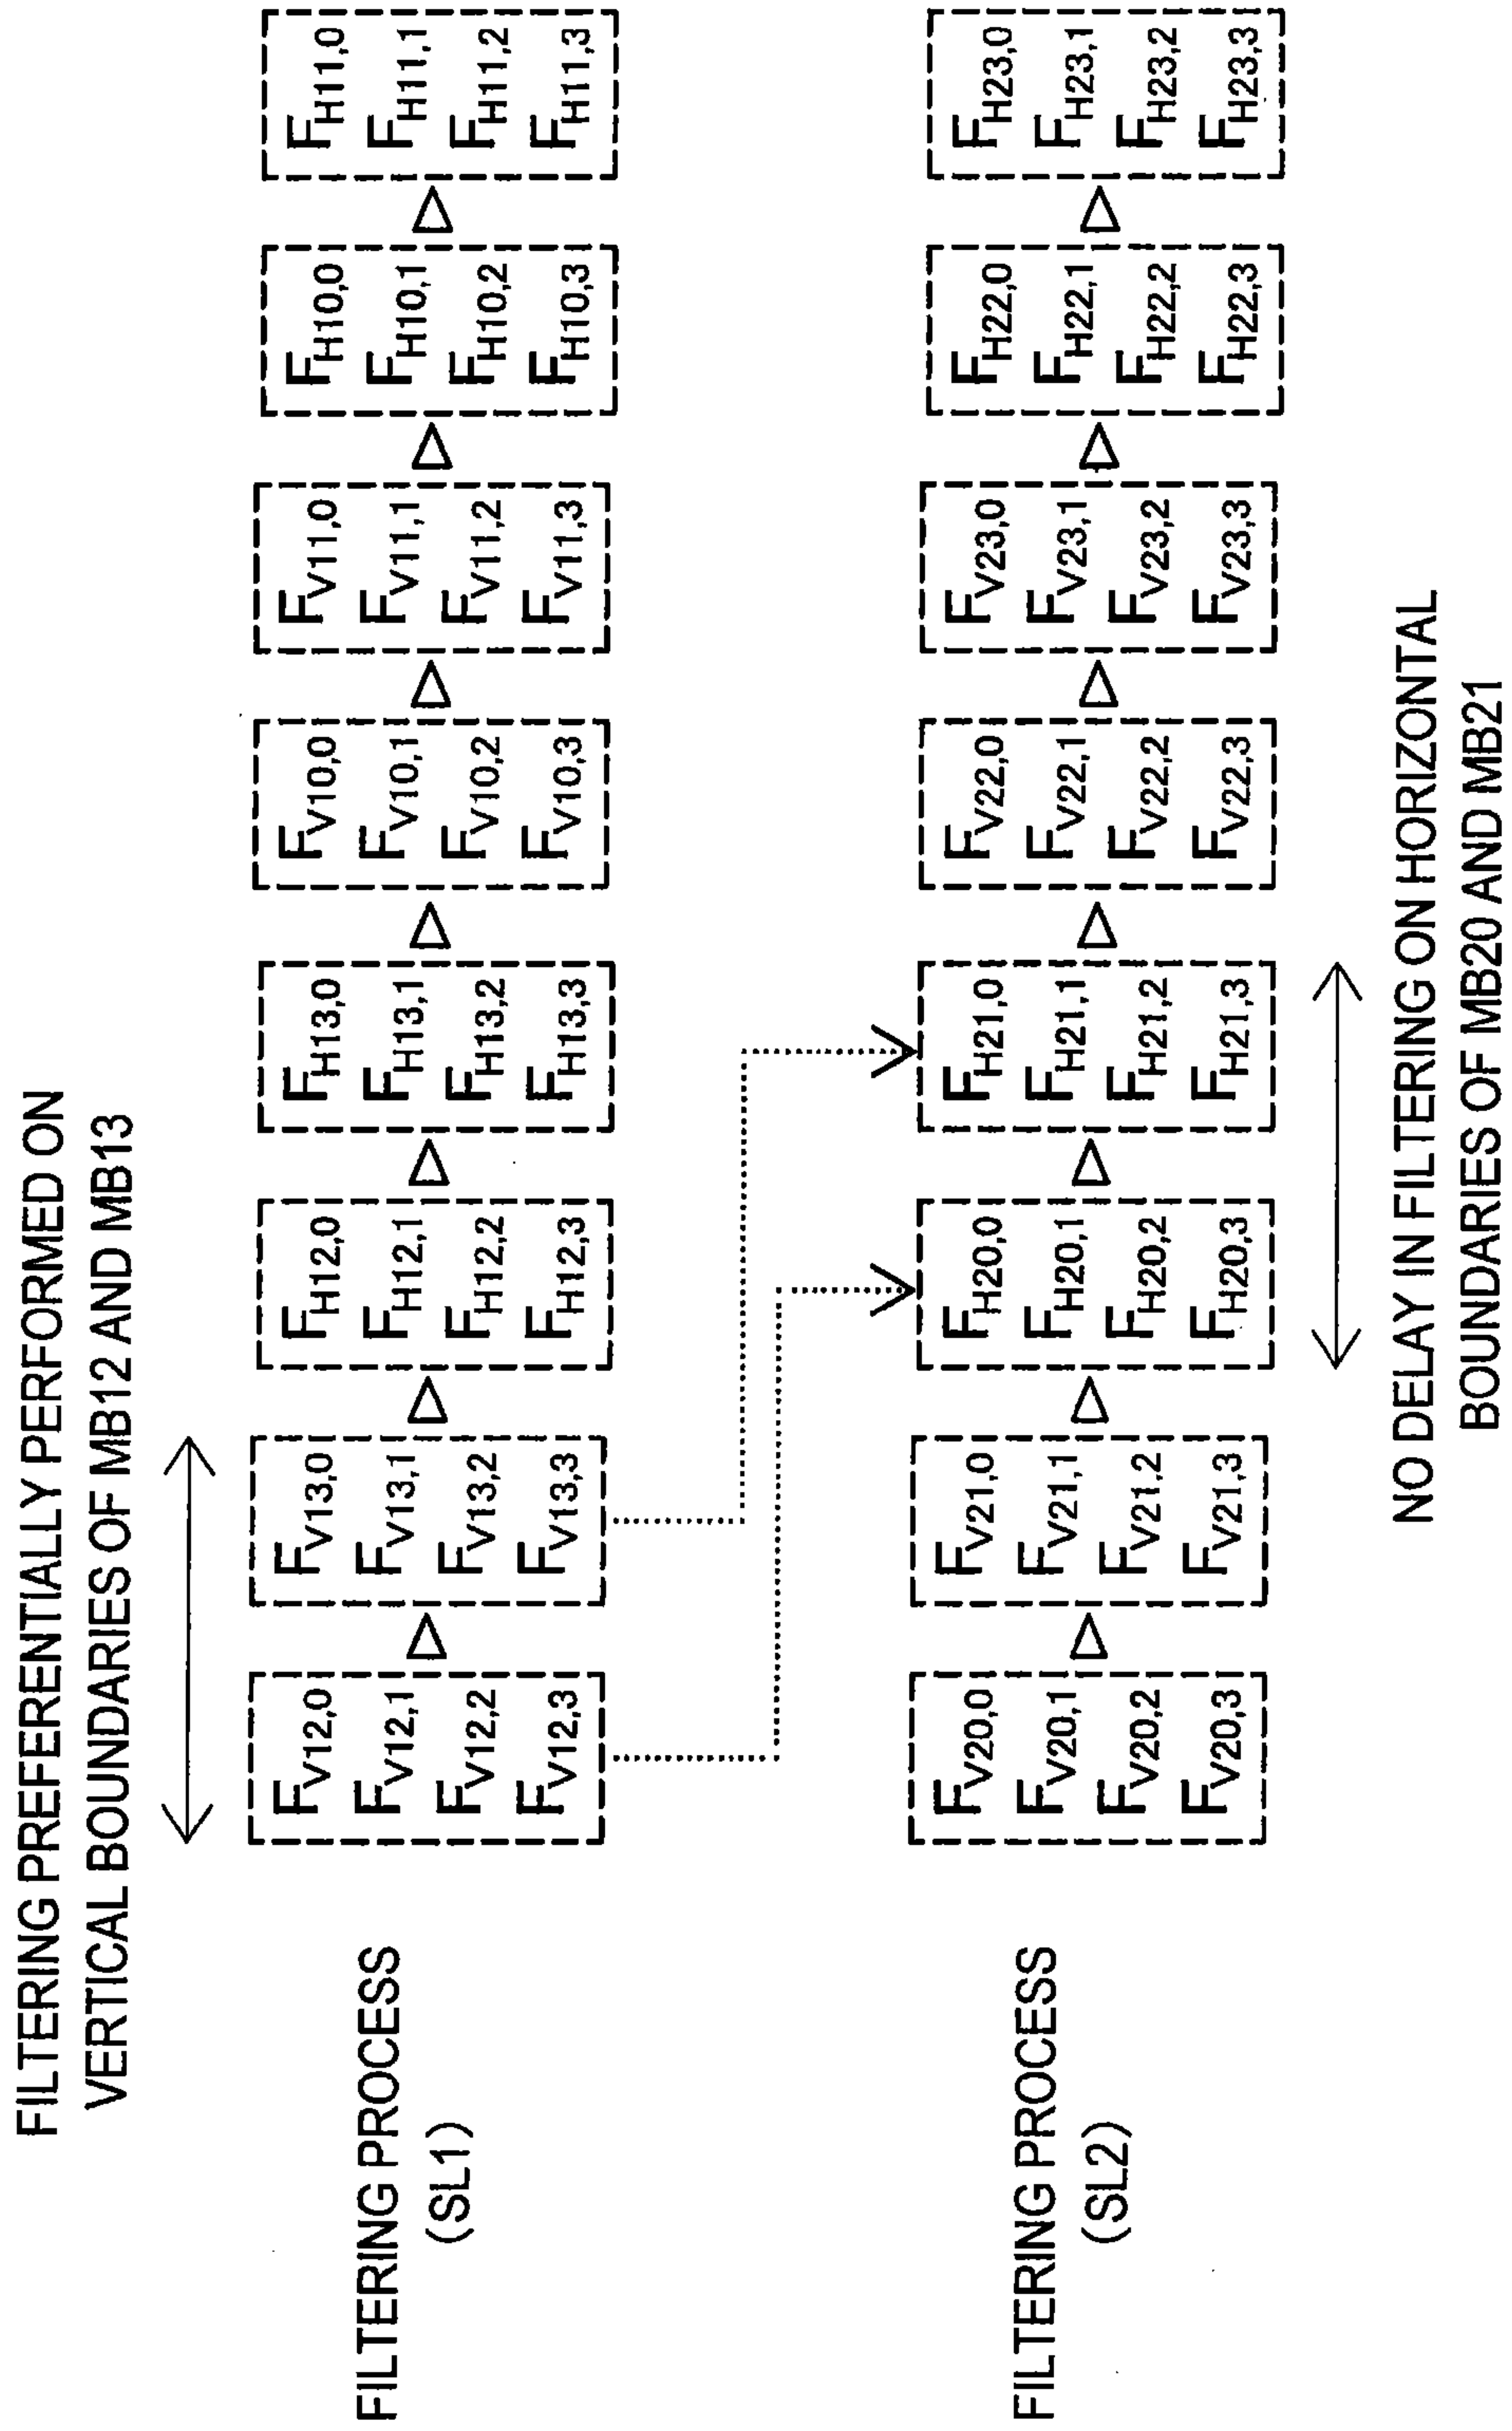 FILTERING PREFERENTIALLY PERFORMED ON
VERTICAL BOUNDARIES OF MB12 AND MB13
FILTERING PROCESS
(SL1)
FV12,0 FV13,0 FH12,0 FH13,0 FV10,0 FV11,0 FH10,0 FH11,0
FV12,1 FV13,1 FH12,1 FH13,1 FV10,1 FV11,1 FH10,1 FH11,1
FV12,2 FV13,2 FH12,2 FH13,2 FV10,2 FV11,2 FH10,2 FH11,2
FV12,3 FV13,3 FH12,3 FH13,3 FV10,3 FV11,3 FH10,3 FH11,3
FILTERING PROCESS
(SL2)
FV20,0 FV21,0 FH20,0 FH21,0 FV22,0 FV23,0 FH22,0 FH23,0
FV20,1 FV21,1 FH20,1 FH21,1 FV22,1 FV23,1 FH22,1 FH23,1
FV20,2 FV21,2 FH20,2 FH21,2 FV22,2 FV23,2 FH22,2 FH23,2
FV20,3 FV21,3 FH20,3 FH21,3 FV22,3 FV23,3 FH22,3 FH23,3
NO DELAY IN FILTERING ON HORIZONTAL
BOUNDARIES OF MB20 AND MB21